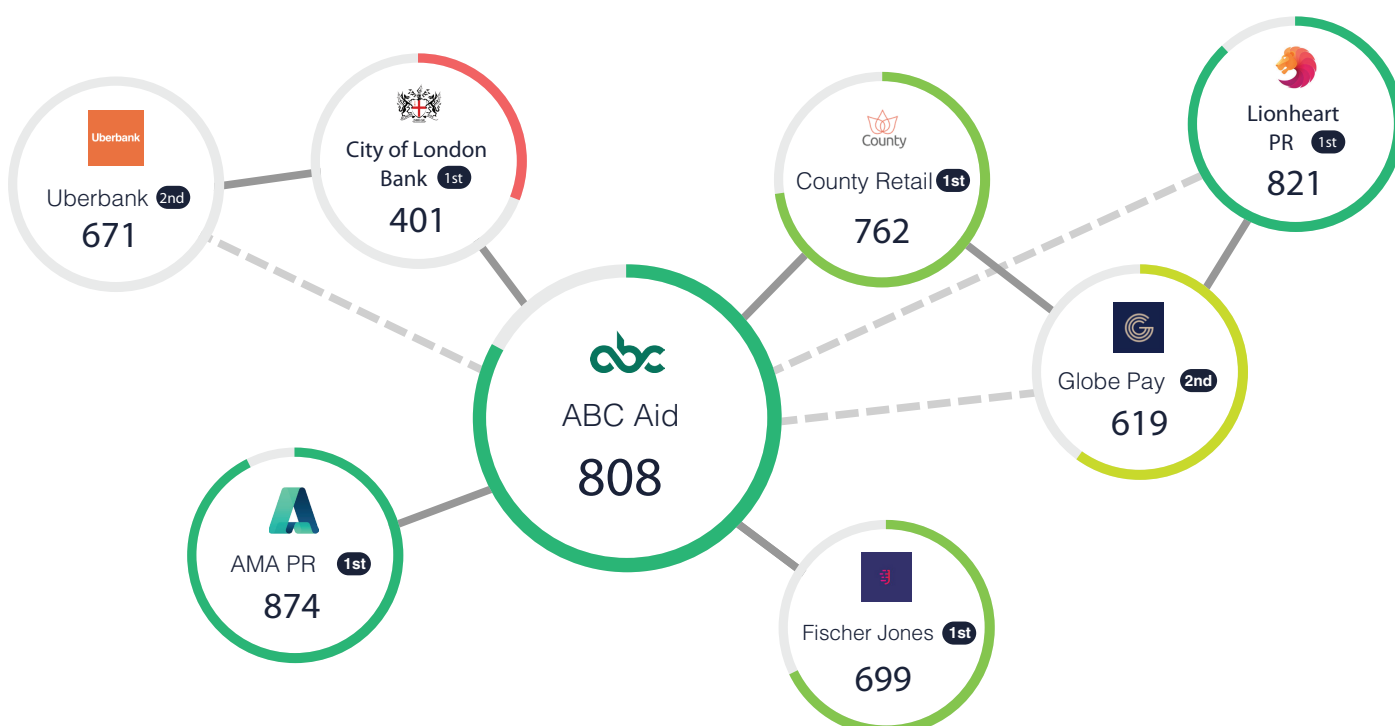 Uberbank
Uberbank 2nd
671
City of London
Bank 1st
401
County
County Retail 1st
762
Lionheart
PR 1st
821
abc
ABC Aid
808
G
Globe Pay 2nd
619
AMA PR 1st
874
Fischer Jones 1st
699